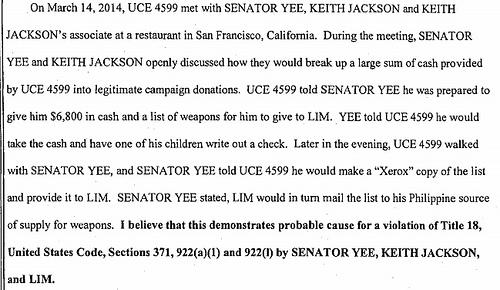 On March 14, 2014, UCE 4599 met with SENATOR YEE, KEITH JACKSON and KEITH
JACKSON's associate at a restaurant in San Francisco, California. During the meeting, SENATOR
YEE and KEITH JACKSON openly discussed how they would break up a large sum of cash provided
by UCE 4599 into legitimate campaign donations. UCE 4599 told SENATOR YEE he was prepared to
give him $6,800 in cash and a list of weapons for him to give to LIM. YEE told UCE 4599 he would
take the cash and have one of his children write out a check. Later in the evening, UCE 4599 walked
with SENATOR YEE, and SENATOR YEE told UCE 4599 he would make a “Xerox” copy of the list
and provide it to LIM. SENATOR YEE stated, LIM would in turn mail the list to his Philippine source
of supply for weapons. I believe that this demonstrates probable cause for a violation of Title 18,
United States Code, Sections 371, 922(a)(1) and 922(l) by SENATOR YEE, KEITH JACKSON,
and LIM.